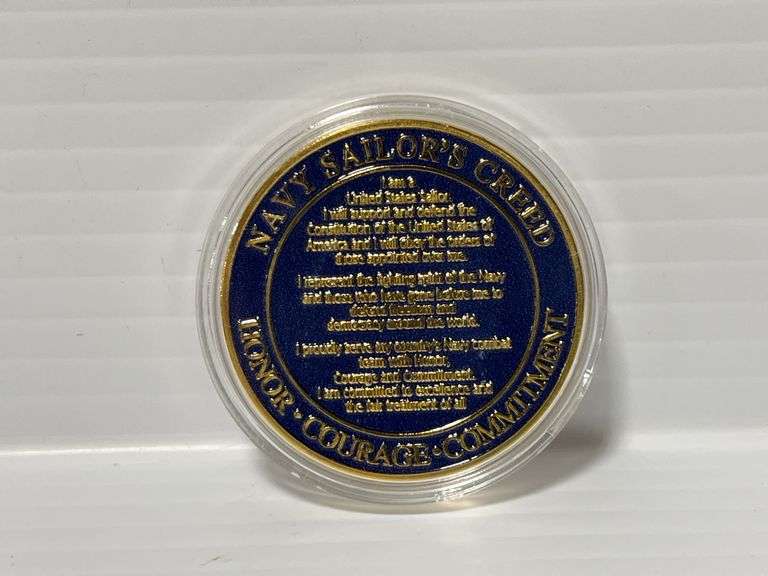 NAVY SAILOR'S CREED
I am a
United States Sailor.
I will support and defend the
Constitution of the United States of
America and I will obey the orders of
those appointed over me.
I represent the fighting spirit of the Navy
and those who have gone before me to
defend freedom and
democracy around the world.
I proudly serve my country's Navy combat
team with Honor,
Courage and Commitment.
I am committed to excellence and
the fair treatment of all
HONOR • COURAGE • COMMITMENT